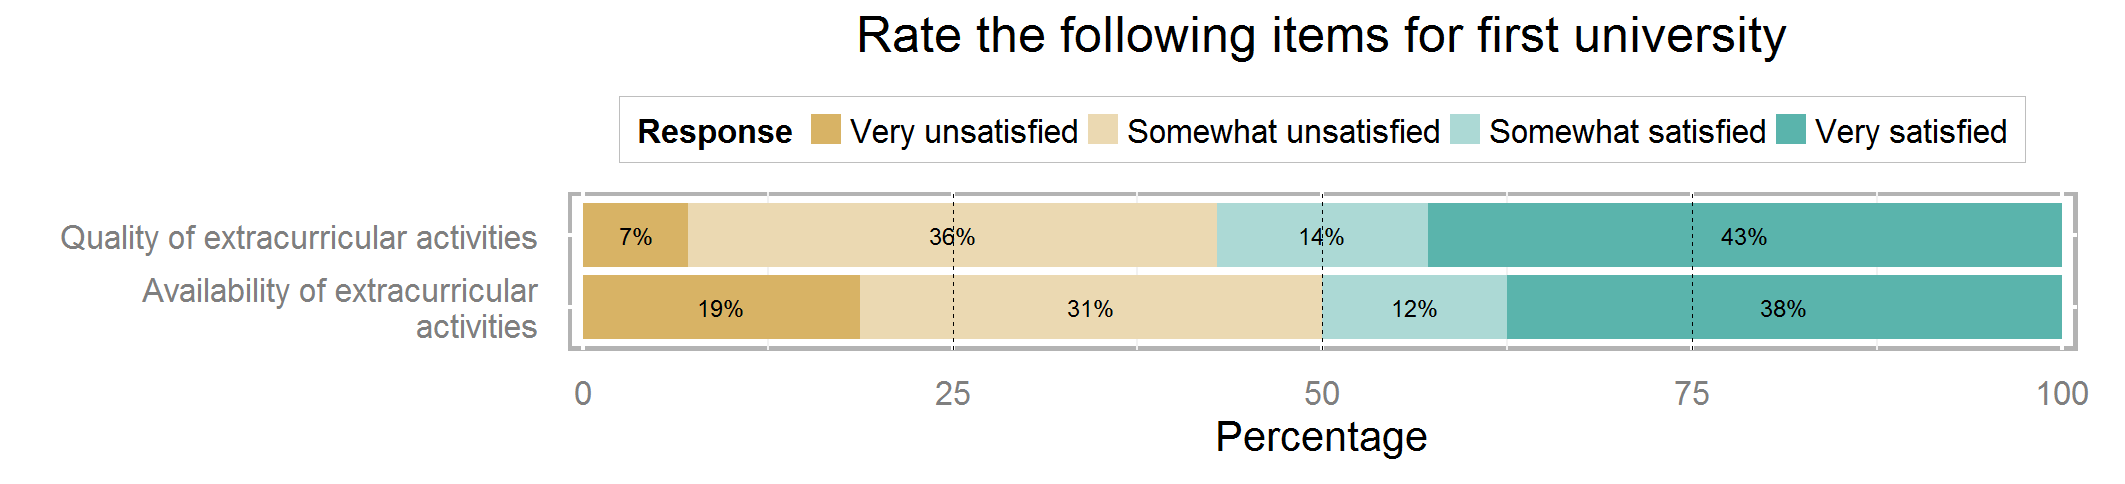 Rate the following items for first university
Response Very unsatisfied Somewhat unsatisfied Somewhat satisfied Very satisfied
Quality of extracurricular activities 7% 36% 14% 43%
Availability of extracurricular
activities 19% 31% 12% 38%
0 25 50 75 100
Percentage